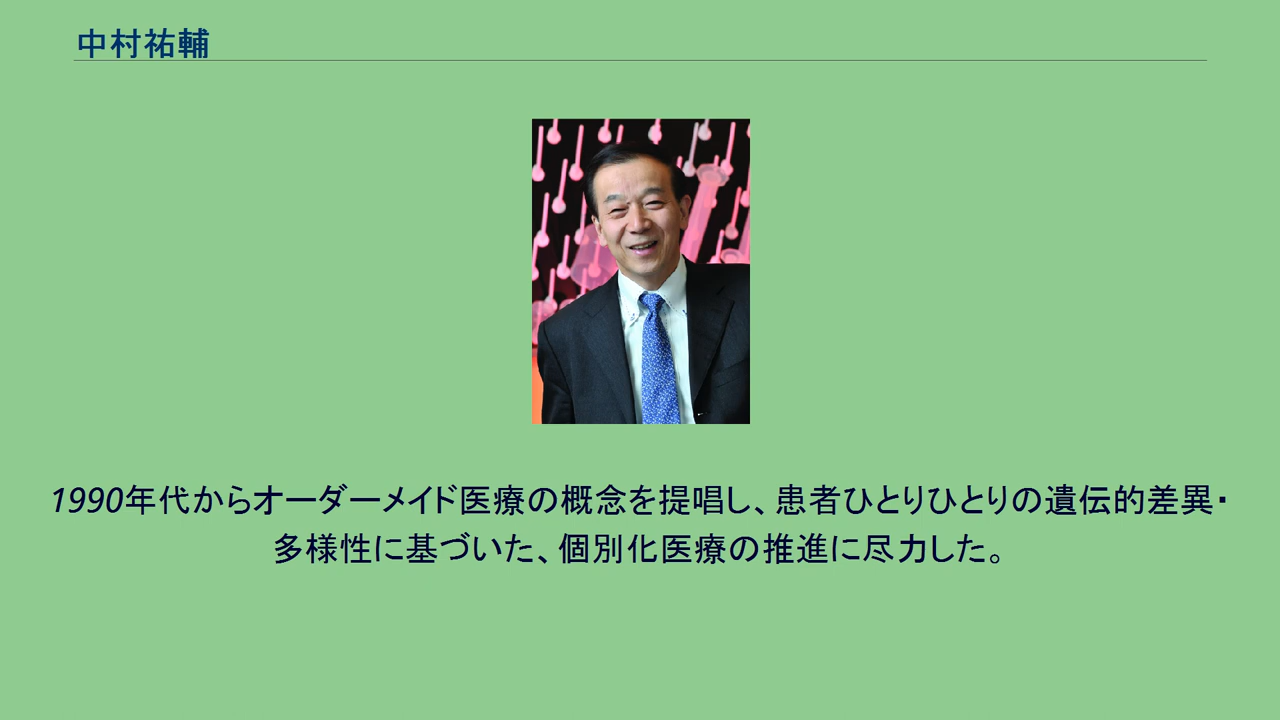 中村祐輔
1990年代からオーダーメイド医療の概念を提唱し、患者ひとりひとりの遺伝的差異・
多様性に基づいた、個別化医療の推進に尽力した。